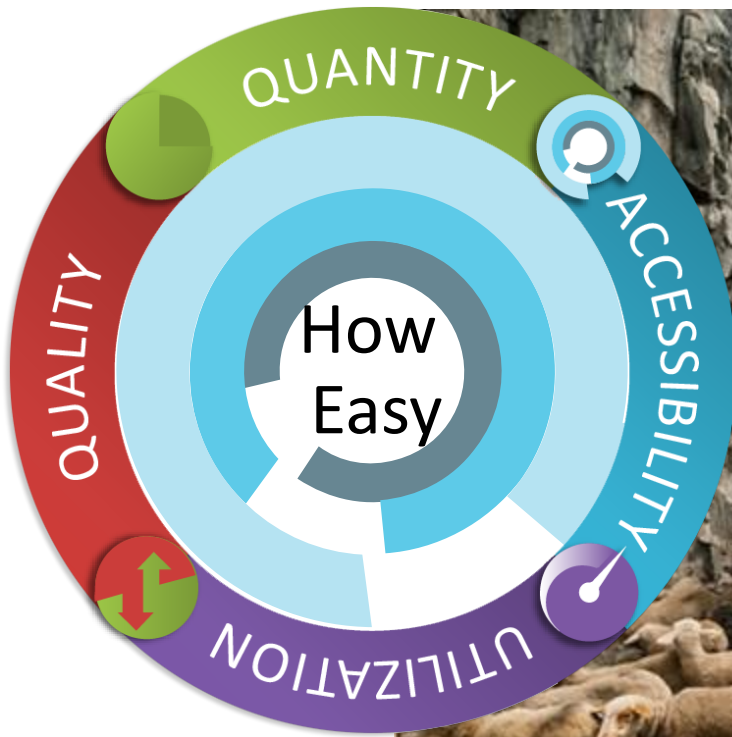 QUANTITY
ACCESSIBILITY
UTILIZATION
QUALITY
How
Easy